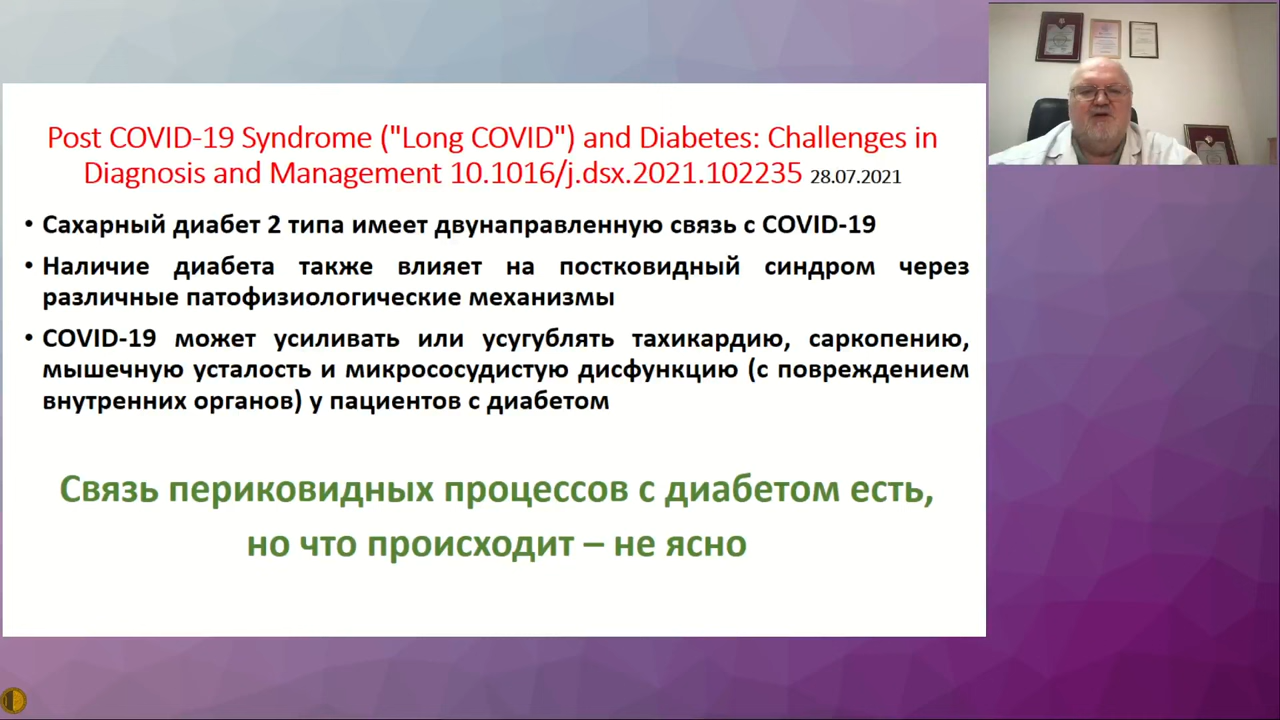 Post COVID-19 Syndrome ("Long COVID") and Diabetes: Challenges in
Diagnosis and Management 10.1016/j.dsx.2021.102235 28.07.2021
• Сахарный диабет 2 типа имеет двунаправленную связь с COVID-19
• Наличие диабета также влияет на постковидный синдром через
различные патофизиологические механизмы
• COVID-19 может усиливать или усугублять тахикардию, саркопению,
мышечную усталость и микрососудистую дисфункцию (с повреждением
внутренних органов) у пациентов с диабетом
Связь периковидных процессов с диабетом есть,
но что происходит – не ясно